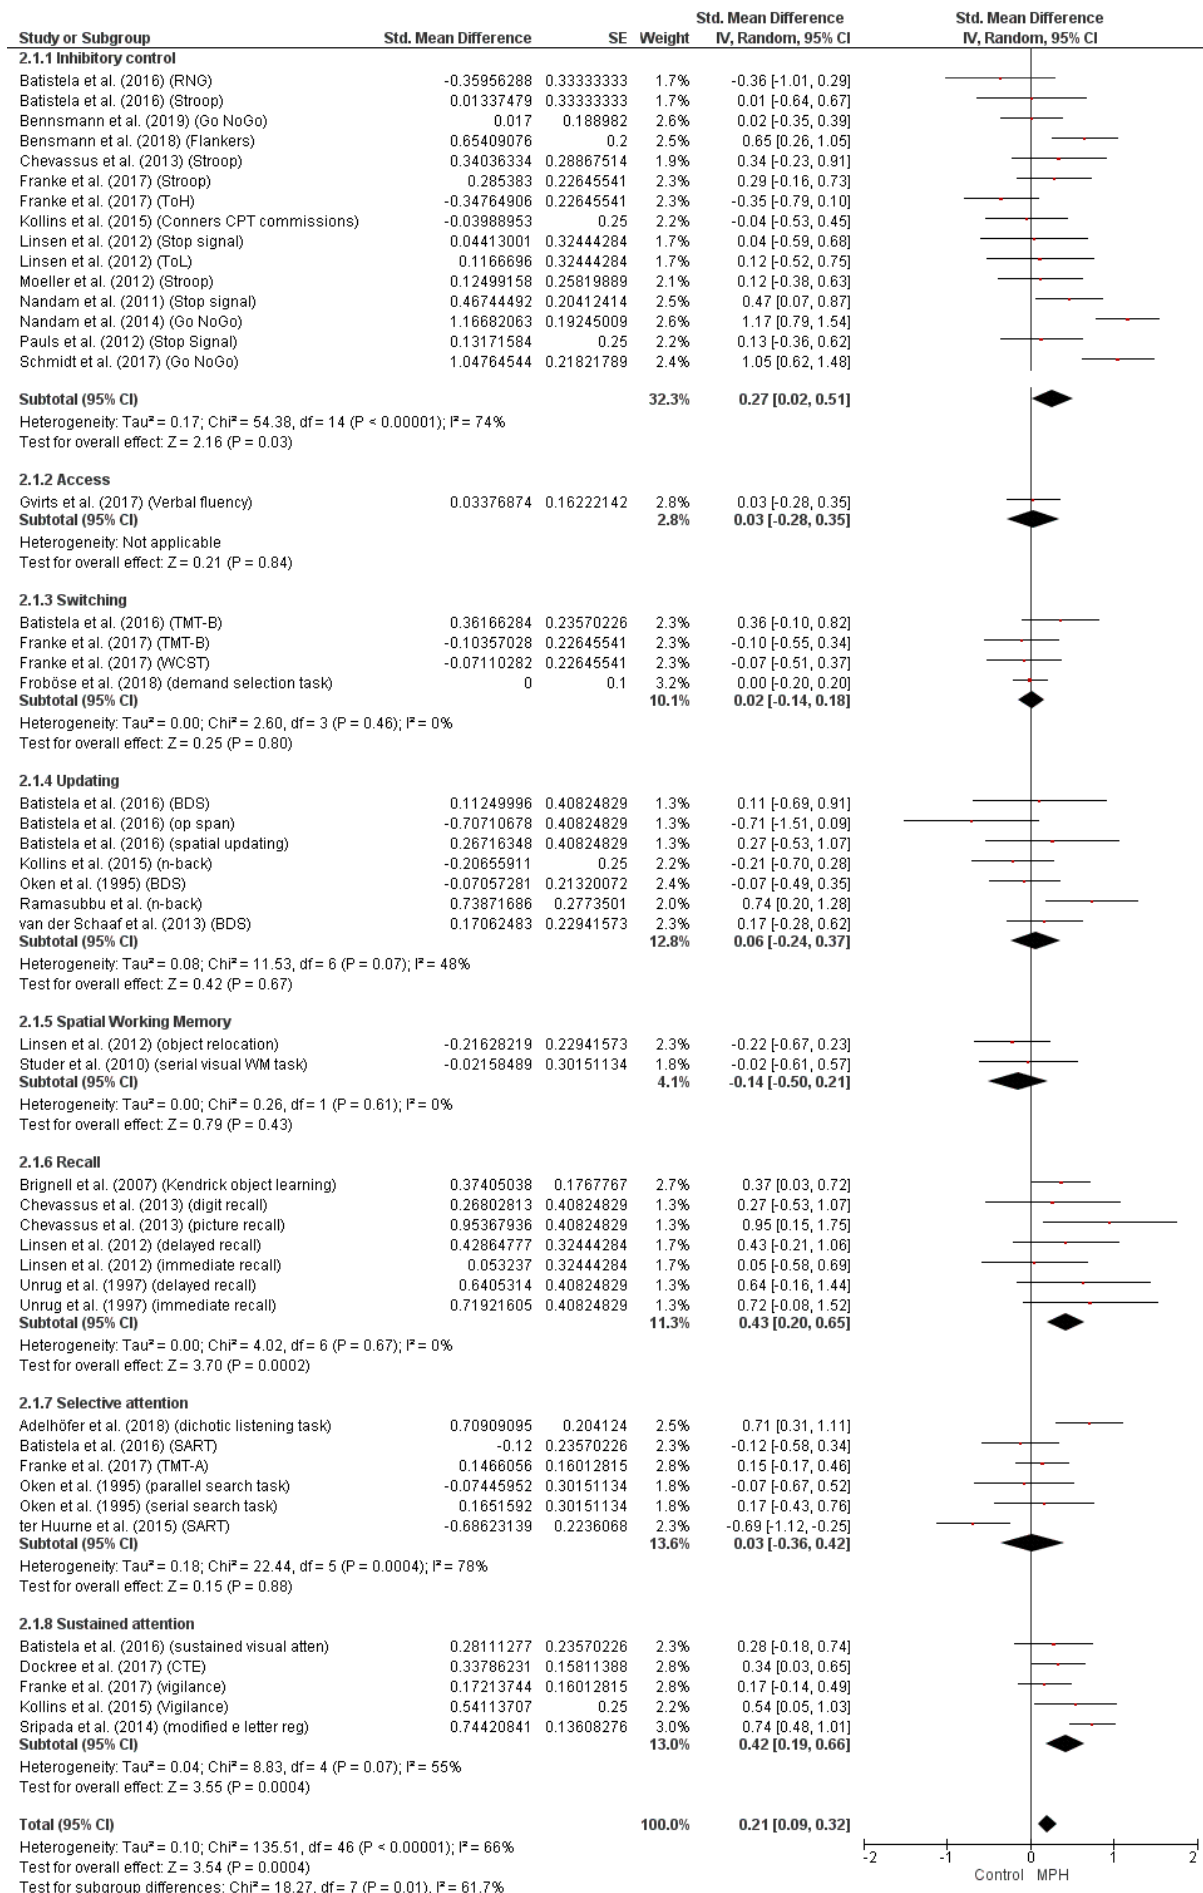 Std. Mean Difference Std. Mean Difference
Study or Subgroup Std. Mean Difference SE Weight IV, Random, 95% CI IV, Random, 95% CI
2.1.1 Inhibitory control
Batistela et al. (2016) (RNG) -0.35956288 0.33333333 1.7% -0.36 [-1.01, 0.29]
Batistela et al. (2016) (Stroop) 0.01337479 0.33333333 1.7% 0.01 [-0.64, 0.67]
Bennsmann et al. (2019) (Go NoGo) 0.017 0.188982 2.6% 0.02 [-0.35, 0.39]
Bensmann et al. (2018) (Flankers) 0.65409076 0.2 2.5% 0.65 [0.26, 1.05]
Chevassus et al. (2013) (Stroop) 0.34036334 0.28867514 1.9% 0.34 [-0.23, 0.91]
Franke et al. (2017) (Stroop) 0.285383 0.22645541 2.3% 0.29 [-0.16, 0.73]
Franke et al. (2017) (ToH) -0.34764906 0.22645541 2.3% -0.35 [-0.79, 0.10]
Kollins et al. (2015) (Conners CPT commissions) -0.03988953 0.25 2.2% -0.04 [-0.53, 0.45]
Linsen et al. (2012) (Stop signal) 0.04413001 0.32444284 1.7% 0.04 [-0.59, 0.68]
Linsen et al. (2012) (ToL) 0.1166696 0.32444284 1.7% 0.12 [-0.52, 0.75]
Moeller et al. (2012) (Stroop) 0.12499158 0.25819889 2.1% 0.12 [-0.38, 0.63]
Nandam et al. (2011) (Stop signal) 0.46744492 0.20412414 2.5% 0.47 [0.07, 0.87]
Nandam et al. (2014) (Go NoGo) 1.16682063 0.19245009 2.6% 1.17 [0.79, 1.54]
Pauls et al. (2012) (Stop Signal) 0.13171584 0.25 2.2% 0.13 [-0.36, 0.62]
Schmidt et al. (2017) (Go NoGo) 1.04764544 0.21821789 2.4% 1.05 [0.62, 1.48]
Subtotal (95% CI) 32.3% 0.27 [0.02, 0.51]
Heterogeneity: Tau² = 0.17; Chi² = 54.38, df = 14 (P < 0.00001); I² = 74%
Test for overall effect: Z = 2.16 (P = 0.03)
2.1.2 Access
Gvirts et al. (2017) (Verbal fluency) 0.03376874 0.16222142 2.8% 0.03 [-0.28, 0.35]
Subtotal (95% CI) 2.8% 0.03 [-0.28, 0.35]
Heterogeneity: Not applicable
Test for overall effect: Z = 0.21 (P = 0.84)
2.1.3 Switching
Batistela et al. (2016) (TMT-B) 0.36166284 0.23570226 2.3% 0.36 [-0.10, 0.82]
Franke et al. (2017) (TMT-B) -0.10357028 0.22645541 2.3% -0.10 [-0.55, 0.34]
Franke et al. (2017) (WCST) -0.07110282 0.22645541 2.3% -0.07 [-0.51, 0.37]
Froböse et al. (2018) (demand selection task) 0 0.1 3.2% 0.00 [-0.20, 0.20]
Subtotal (95% CI) 10.1% 0.02 [-0.14, 0.18]
Heterogeneity: Tau² = 0.00; Chi² = 2.60, df = 3 (P = 0.46); I² = 0%
Test for overall effect: Z = 0.25 (P = 0.80)
2.1.4 Updating
Batistela et al. (2016) (BDS) 0.11249996 0.40824829 1.3% 0.11 [-0.69, 0.91]
Batistela et al. (2016) (op span) -0.70710678 0.40824829 1.3% -0.71 [-1.51, 0.09]
Batistela et al. (2016) (spatial updating) 0.26716348 0.40824829 1.3% 0.27 [-0.53, 1.07]
Kollins et al. (2015) (n-back) -0.20655911 0.25 2.2% -0.21 [-0.70, 0.28]
Oken et al. (1995) (BDS) -0.07057281 0.21320072 2.4% -0.07 [-0.49, 0.35]
Ramasubbu et al. (n-back) 0.73871686 0.2773501 2.0% 0.74 [0.20, 1.28]
van der Schaaf et al. (2013) (BDS) 0.17062483 0.22941573 2.3% 0.17 [-0.28, 0.62]
Subtotal (95% CI) 12.8% 0.06 [-0.24, 0.37]
Heterogeneity: Tau² = 0.08; Chi² = 11.53, df = 6 (P = 0.07); I² = 48%
Test for overall effect: Z = 0.42 (P = 0.67)
2.1.5 Spatial Working Memory
Linsen et al. (2012) (object relocation) -0.21628219 0.22941573 2.3% -0.22 [-0.67, 0.23]
Studer et al. (2010) (serial visual WM task) -0.02158489 0.30151134 1.8% -0.02 [-0.61, 0.57]
Subtotal (95% CI) 4.1% -0.14 [-0.50, 0.21]
Heterogeneity: Tau² = 0.00; Chi² = 0.26, df = 1 (P = 0.61); I² = 0%
Test for overall effect: Z = 0.79 (P = 0.43)
2.1.6 Recall
Brignell et al. (2007) (Kendrick object learning) 0.37405038 0.1767767 2.7% 0.37 [0.03, 0.72]
Chevassus et al. (2013) (digit recall) 0.26802813 0.40824829 1.3% 0.27 [-0.53, 1.07]
Chevassus et al. (2013) (picture recall) 0.95367936 0.40824829 1.3% 0.95 [0.15, 1.75]
Linsen et al. (2012) (delayed recall) 0.42864777 0.32444284 1.7% 0.43 [-0.21, 1.06]
Linsen et al. (2012) (immediate recall) 0.053237 0.32444284 1.7% 0.05 [-0.58, 0.69]
Unrug et al. (1997) (delayed recall) 0.6405314 0.40824829 1.3% 0.64 [-0.16, 1.44]
Unrug et al. (1997) (immediate recall) 0.71921605 0.40824829 1.3% 0.72 [-0.08, 1.52]
Subtotal (95% CI) 11.3% 0.43 [0.20, 0.65]
Heterogeneity: Tau² = 0.00; Chi² = 4.02, df = 6 (P = 0.67); I² = 0%
Test for overall effect: Z = 3.70 (P = 0.0002)
2.1.7 Selective attention
Adelhöfer et al. (2018) (dichotic listening task) 0.70909095 0.204124 2.5% 0.71 [0.31, 1.11]
Batistela et al. (2016) (SART) -0.12 0.23570226 2.3% -0.12 [-0.58, 0.34]
Franke et al. (2017) (TMT-A) 0.1466056 0.16012815 2.8% 0.15 [-0.17, 0.46]
Oken et al. (1995) (parallel search task) -0.07445952 0.30151134 1.8% -0.07 [-0.67, 0.52]
Oken et al. (1995) (serial search task) 0.1651592 0.30151134 1.8% 0.17 [-0.43, 0.76]
ter Huurne et al. (2015) (SART) -0.68623139 0.2236068 2.3% -0.69 [-1.12, -0.25]
Subtotal (95% CI) 13.6% 0.03 [-0.36, 0.42]
Heterogeneity: Tau² = 0.18; Chi² = 22.44, df = 5 (P = 0.0004); I² = 78%
Test for overall effect: Z = 0.15 (P = 0.88)
2.1.8 Sustained attention
Batistela et al. (2016) (sustained visual atten) 0.28111277 0.23570226 2.3% 0.28 [-0.18, 0.74]
Dockree et al. (2017) (CTE) 0.33786231 0.15811388 2.8% 0.34 [0.03, 0.65]
Franke et al. (2017) (vigilance) 0.17213744 0.16012815 2.8% 0.17 [-0.14, 0.49]
Kollins et al. (2015) (Vigilance) 0.54113707 0.25 2.2% 0.54 [0.05, 1.03]
Sripada et al. (2014) (modified e letter reg) 0.74420841 0.13608276 3.0% 0.74 [0.48, 1.01]
Subtotal (95% CI) 13.0% 0.42 [0.19, 0.66]
Heterogeneity: Tau² = 0.04; Chi² = 8.83, df = 4 (P = 0.07); I² = 55%
Test for overall effect: Z = 3.55 (P = 0.0004)
Total (95% CI) 100.0% 0.21 [0.09, 0.32]
Heterogeneity: Tau² = 0.10; Chi² = 135.51, df = 46 (P < 0.00001); I² = 66%
Test for overall effect: Z = 3.54 (P = 0.0004)
Test for subgroup differences: Chi² = 18.27, df = 7 (P = 0.01), I² = 61.7%
-2 -1 0 1 2
Control MPH